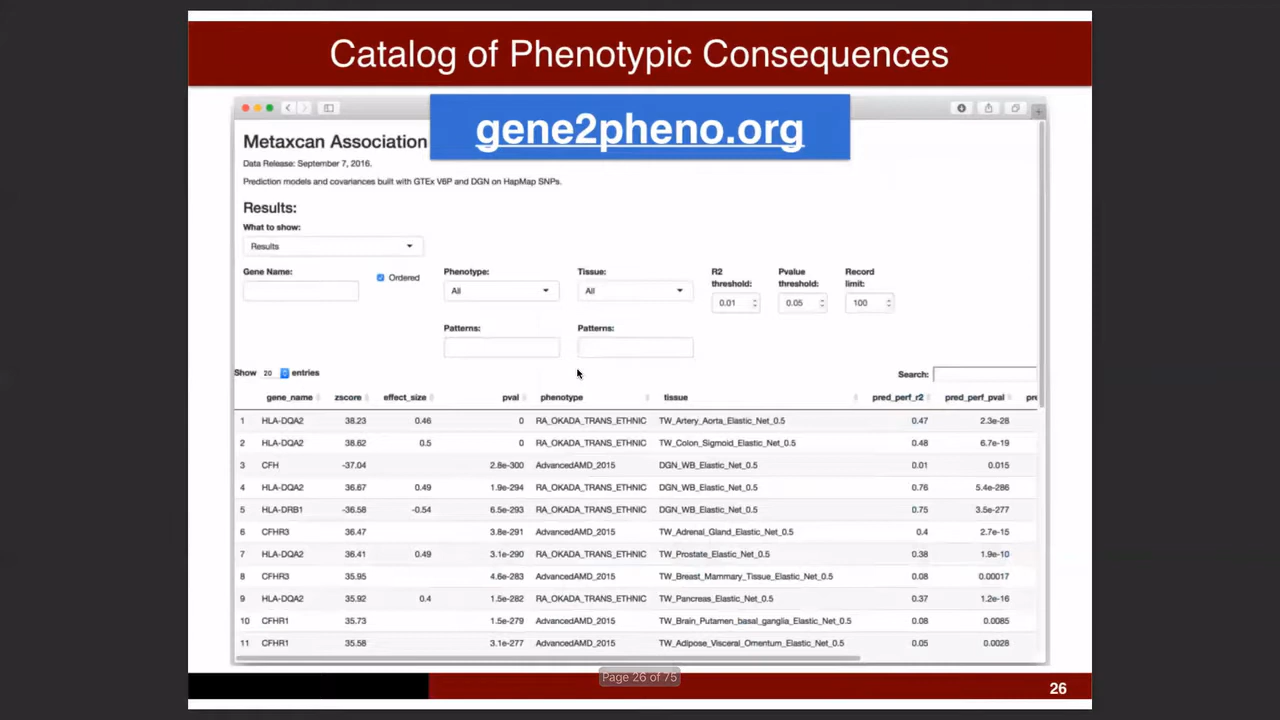 Catalog of Phenotypic Consequences
gene2pheno.org
Metaxcan Association
Data Release: September 7, 2016.
Prediction models and covariances built with GTEx V6P and DGN on HapMap SNPs.
Results:
What to show:
Results
Gene Name: Ordered Phenotype: Tissue: R2 threshold: Pvalue threshold: Record limit:
All All 0.01 0.05 100
Patterns: Patterns:
Show 20 entries Search:
gene_name zscore effect_size pval phenotype tissue pred_perf_r2 pred_perf_pval pre
1 HLA-DQA2 38.23 0.46 0 RA_OKADA_TRANS_ETHNIC TW_Artery_Aorta_Elastic_Net_0.5 0.47 2.3e-28
2 HLA-DQA2 38.62 0.5 0 RA_OKADA_TRANS_ETHNIC TW_Colon_Sigmoid_Elastic_Net_0.5 0.48 6.7e-19
3 CFH -37.04 2.8e-300 AdvancedAMD_2015 DGN_WB_Elastic_Net_0.5 0.01 0.015
4 HLA-DQA2 36.67 0.49 1.9e-294 RA_OKADA_TRANS_ETHNIC DGN_WB_Elastic_Net_0.5 0.76 5.4e-286
5 HLA-DRB1 -36.58 -0.54 6.5e-293 RA_OKADA_TRANS_ETHNIC DGN_WB_Elastic_Net_0.5 0.75 3.5e-277
6 CFHR3 36.47 3.8e-291 AdvancedAMD_2015 TW_Adrenal_Gland_Elastic_Net_0.5 0.4 2.7e-15
7 HLA-DQA2 36.41 0.49 3.1e-290 RA_OKADA_TRANS_ETHNIC TW_Prostate_Elastic_Net_0.5 0.38 1.9e-10
8 CFHR3 35.95 4.6e-283 AdvancedAMD_2015 TW_Breast_Mammary_Tissue_Elastic_Net_0.5 0.08 0.00017
9 HLA-DQA2 35.92 0.4 1.5e-282 RA_OKADA_TRANS_ETHNIC TW_Pancreas_Elastic_Net_0.5 0.37 1.2e-16
10 CFHR1 35.73 1.5e-279 AdvancedAMD_2015 TW_Brain_Putamen_basal_ganglia_Elastic_Net_0.5 0.08 0.0085
11 CFHR1 35.58 3.1e-277 AdvancedAMD_2015 TW_Adipose_Visceral_Omentum_Elastic_Net_0.5 0.05 0.0028
Page 26 of 75
26